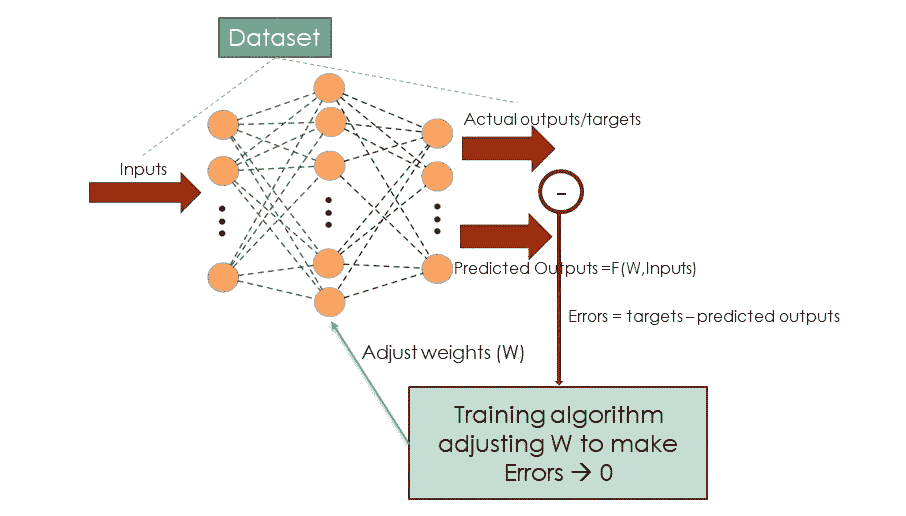 Dataset
Actual outputs/targets
Inputs
–
Predicted Outputs =F(W,Inputs)
Errors = targets – predicted outputs
Adjust weights (W)
Training algorithm
adjusting W to make
Errors → 0